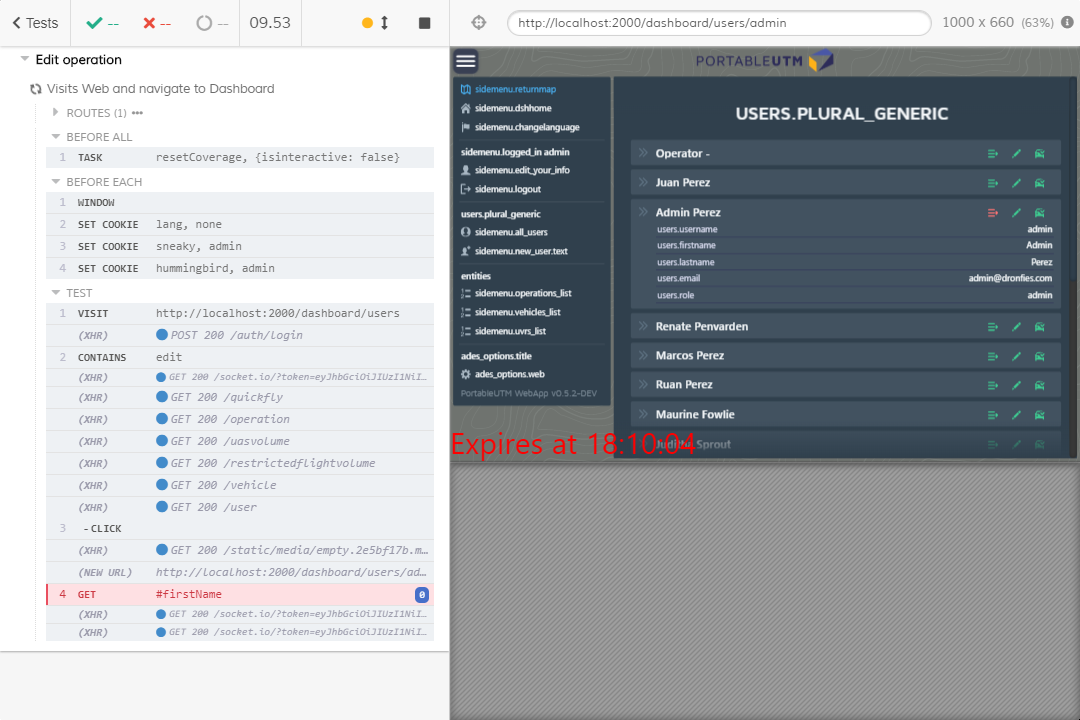 Tests -- -- -- 09.53 http://localhost:2000/dashboard/users/admin 1000 x 660 (63%)
Edit operation
Visits Web and navigate to Dashboard
ROUTES (1)
BEFORE ALL
1 TASK resetCoverage, {isinteractive: false}
BEFORE EACH
1 WINDOW
2 SET COOKIE lang, none
3 SET COOKIE sneaky, admin
4 SET COOKIE hummingbird, admin
TEST
1 VISIT http://localhost:2000/dashboard/users
(XHR) POST 200 /auth/login
2 CONTAINS edit
(XHR) GET 200 /socket.io/?token=eyJhbGciOiJIUzI1NiI…
(XHR) GET 200 /quickfly
(XHR) GET 200 /operation
(XHR) GET 200 /uasvolume
(XHR) GET 200 /restrictedflightvolume
(XHR) GET 200 /vehicle
(XHR) GET 200 /user
3 -CLICK
(XHR) GET 200 /static/media/empty.2e5bf17b.m…
(NEW URL) http://localhost:2000/dashboard/users/ad…
4 GET #firstName 0
(XHR) GET 200 /socket.io/?token=eyJhbGciOiJIUzI1NiI…
(XHR) GET 200 /socket.io/?token=eyJhbGciOiJIUzI1NiI…
PORTABLEUTM
sidemenu.returnmap
sidemenu.dshhome
sidemenu.changelanguage
sidemenu.logged_in admin
sidemenu.edit_your_info
sidemenu.logout
users.plural_generic
sidemenu.all_users
sidemenu.new_user.text
entities
sidemenu.operations_list
sidemenu.vehicles_list
sidemenu.uvrs_list
ades_options.title
ades_options.web
PortableUTM WebApp v0.5.2-DEV
USERS.PLURAL_GENERIC
Operator -
Juan Perez
Admin Perez
users.username admin
users.firstname Admin
users.lastname Perez
users.email admin@dronfies.com
users.role admin
Renate Penvarden
Marcos Perez
Ruan Perez
Maurine Fowlie
Juditha Sprout
Expires at 18:10:04